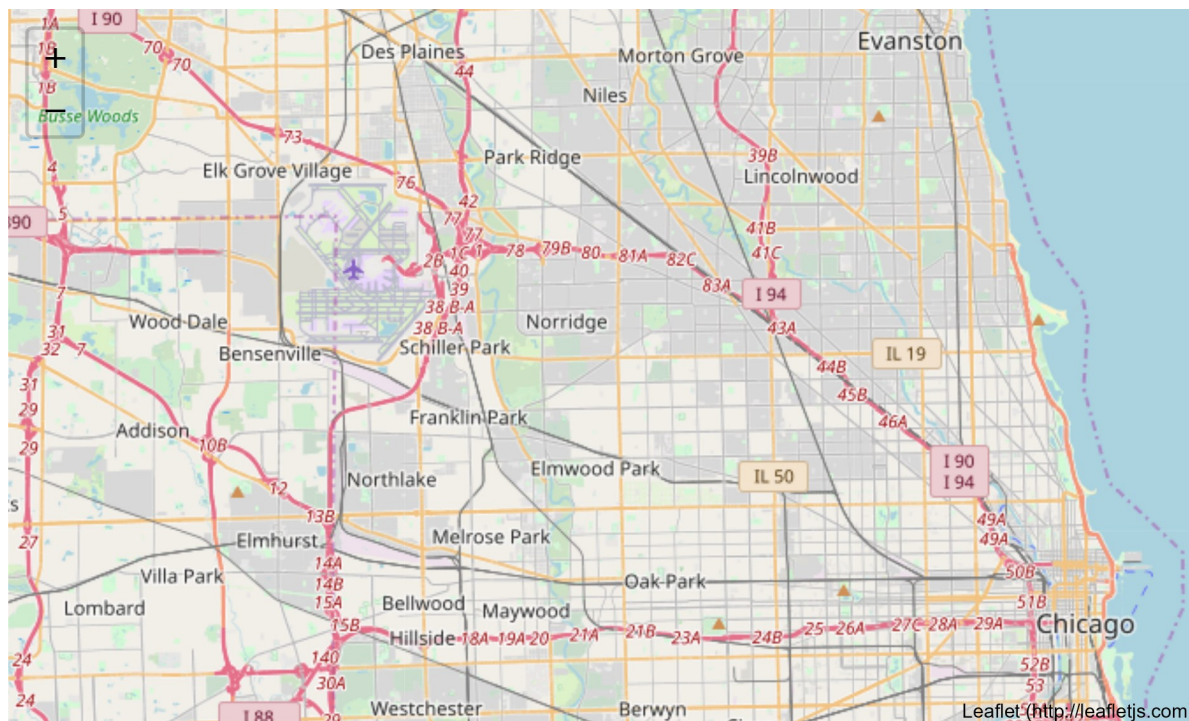 I 90
1A
Evanston
Des Plaines
Morton Grove
1B
+
70
70
44
1B
−
Niles
Busse Woods
73
39B
Park Ridge
4
Elk Grove Village
76
Lincolnwood
42
5
77
390
41B
77
2B
1C
1
78
79B
80
81A
82C
41C
40
7
39
83A
I 94
38 B-A
Wood Dale
Norridge
43A
31
38 B-A
32
7
Bensenville
Schiller Park
IL 19
44B
31
45B
29
Franklin Park
46A
Addison
29
10B
I 90
I 94
Elmwood Park
IL 50
12
Northlake
s
13B
49A
27
Elmhurst
Melrose Park
49A
14A
Villa Park
14B
Oak Park
50B
Lombard
15A
Bellwood
Maywood
51B
15B
Hillside
18A
19A
20
21A
21B
23A
24B
25
26A
27C
28A
29A
Chicago
24
140
52B
30A
53
24
I 88
29
Westchester
Berwyn
Leaflet (http://leafletjs.com)